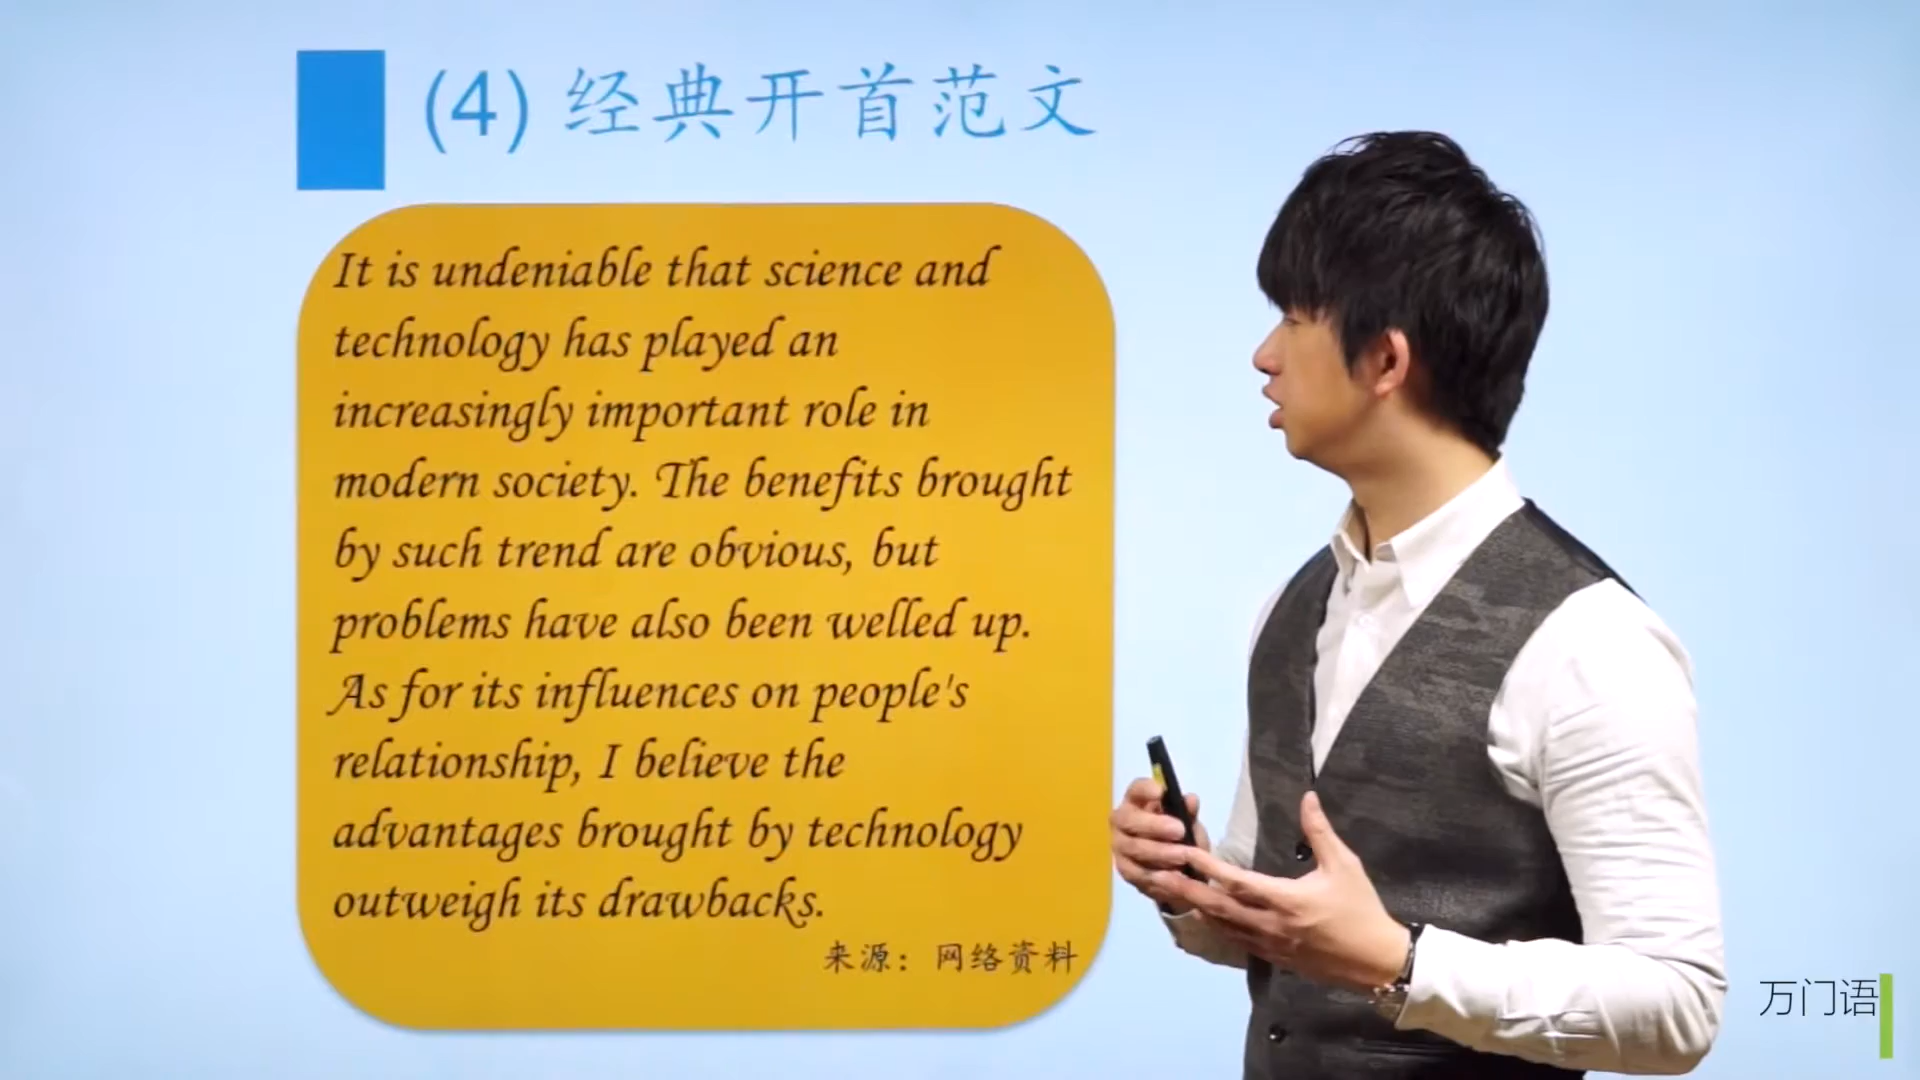 (4) 经典开首范文
It is undeniable that science and
technology has played an
increasingly important role in
modern society. The benefits brought
by such trend are obvious, but
problems have also been welled up.
As for its influences on people's
relationship, I believe the
advantages brought by technology
outweigh its drawbacks.
来源：网络资料
万门语